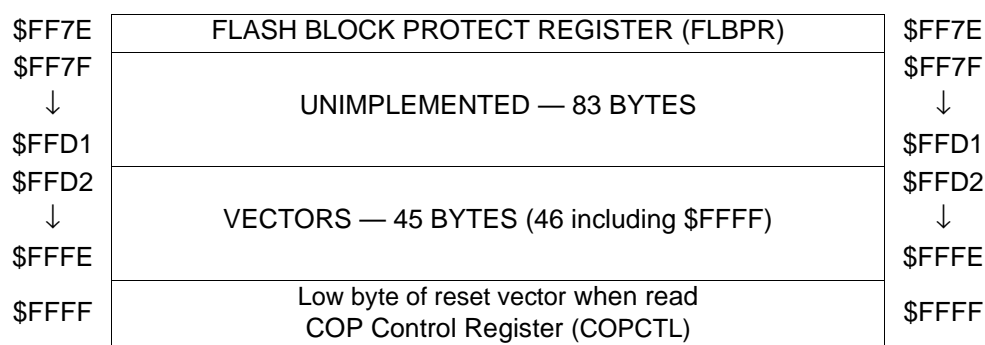 $FF7E FLASH BLOCK PROTECT REGISTER (FLBPR) $FF7E
$FF7F $FF7F
↓ UNIMPLEMENTED — 83 BYTES ↓
$FFD1 $FFD1
$FFD2 $FFD2
↓ VECTORS — 45 BYTES (46 including $FFFF) ↓
$FFFE $FFFE
$FFFF Low byte of reset vector when read $FFFF
COP Control Register (COPCTL)